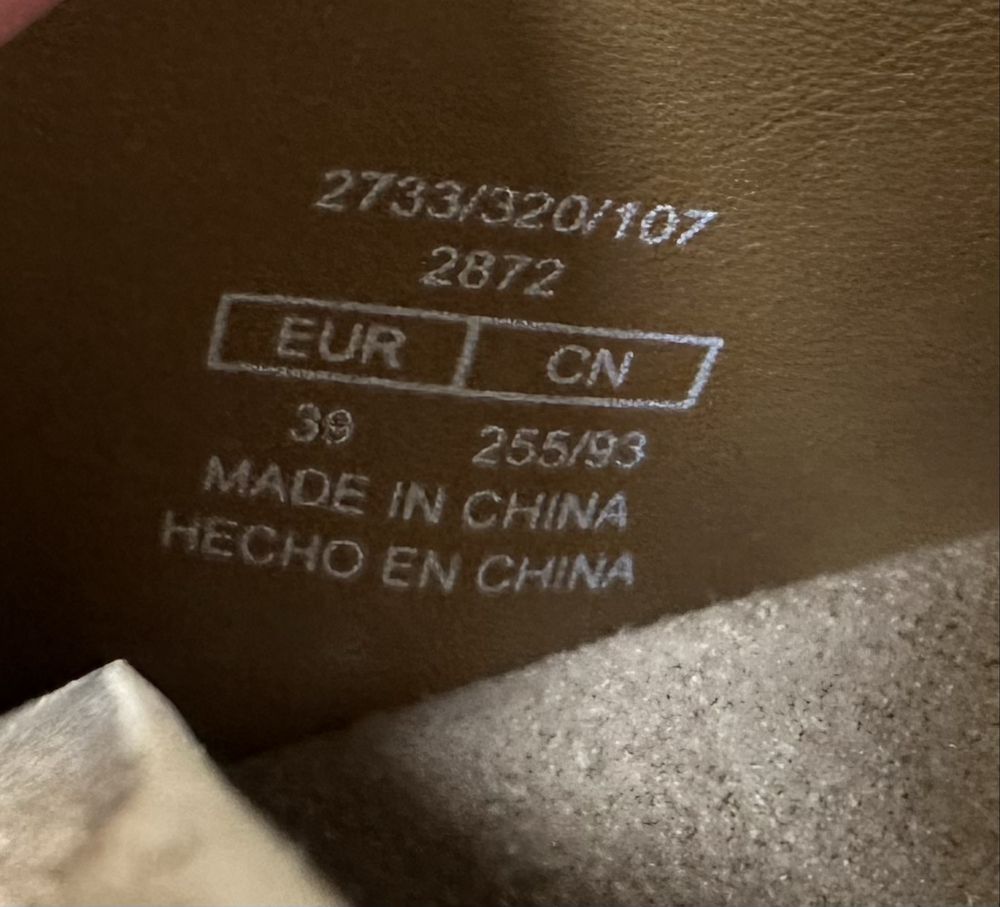 2733/320/107
2872
EUR CN
39 255/93
MADE IN CHINA
HECHO EN CHINA